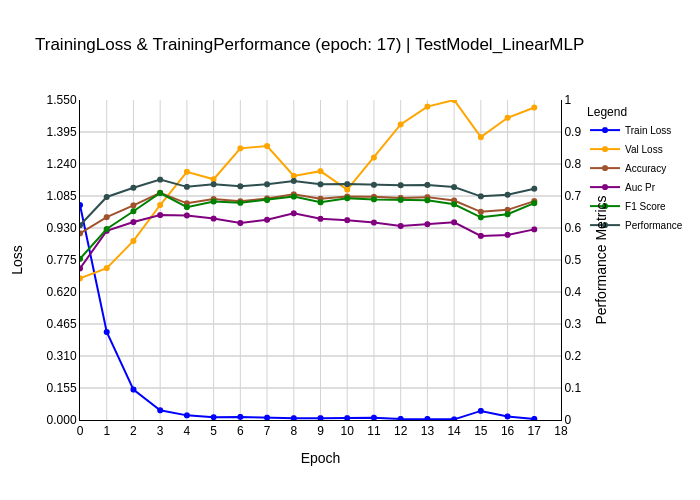 TrainingLoss & TrainingPerformance (epoch: 17) | TestModel_LinearMLP
1.550
1.395
1.240
1.085
0.930
0.775
0.620
0.465
0.310
0.155
0.000
Loss
0 1 2 3 4 5 6 7 8 9 10 11 12 13 14 15 16 17 18
Epoch
1
0.9
0.8
0.7
0.6
0.5
0.4
0.3
0.2
0.1
0
Performance Metrics
Legend
Train Loss
Val Loss
Accuracy
Auc Pr
F1 Score
Performance